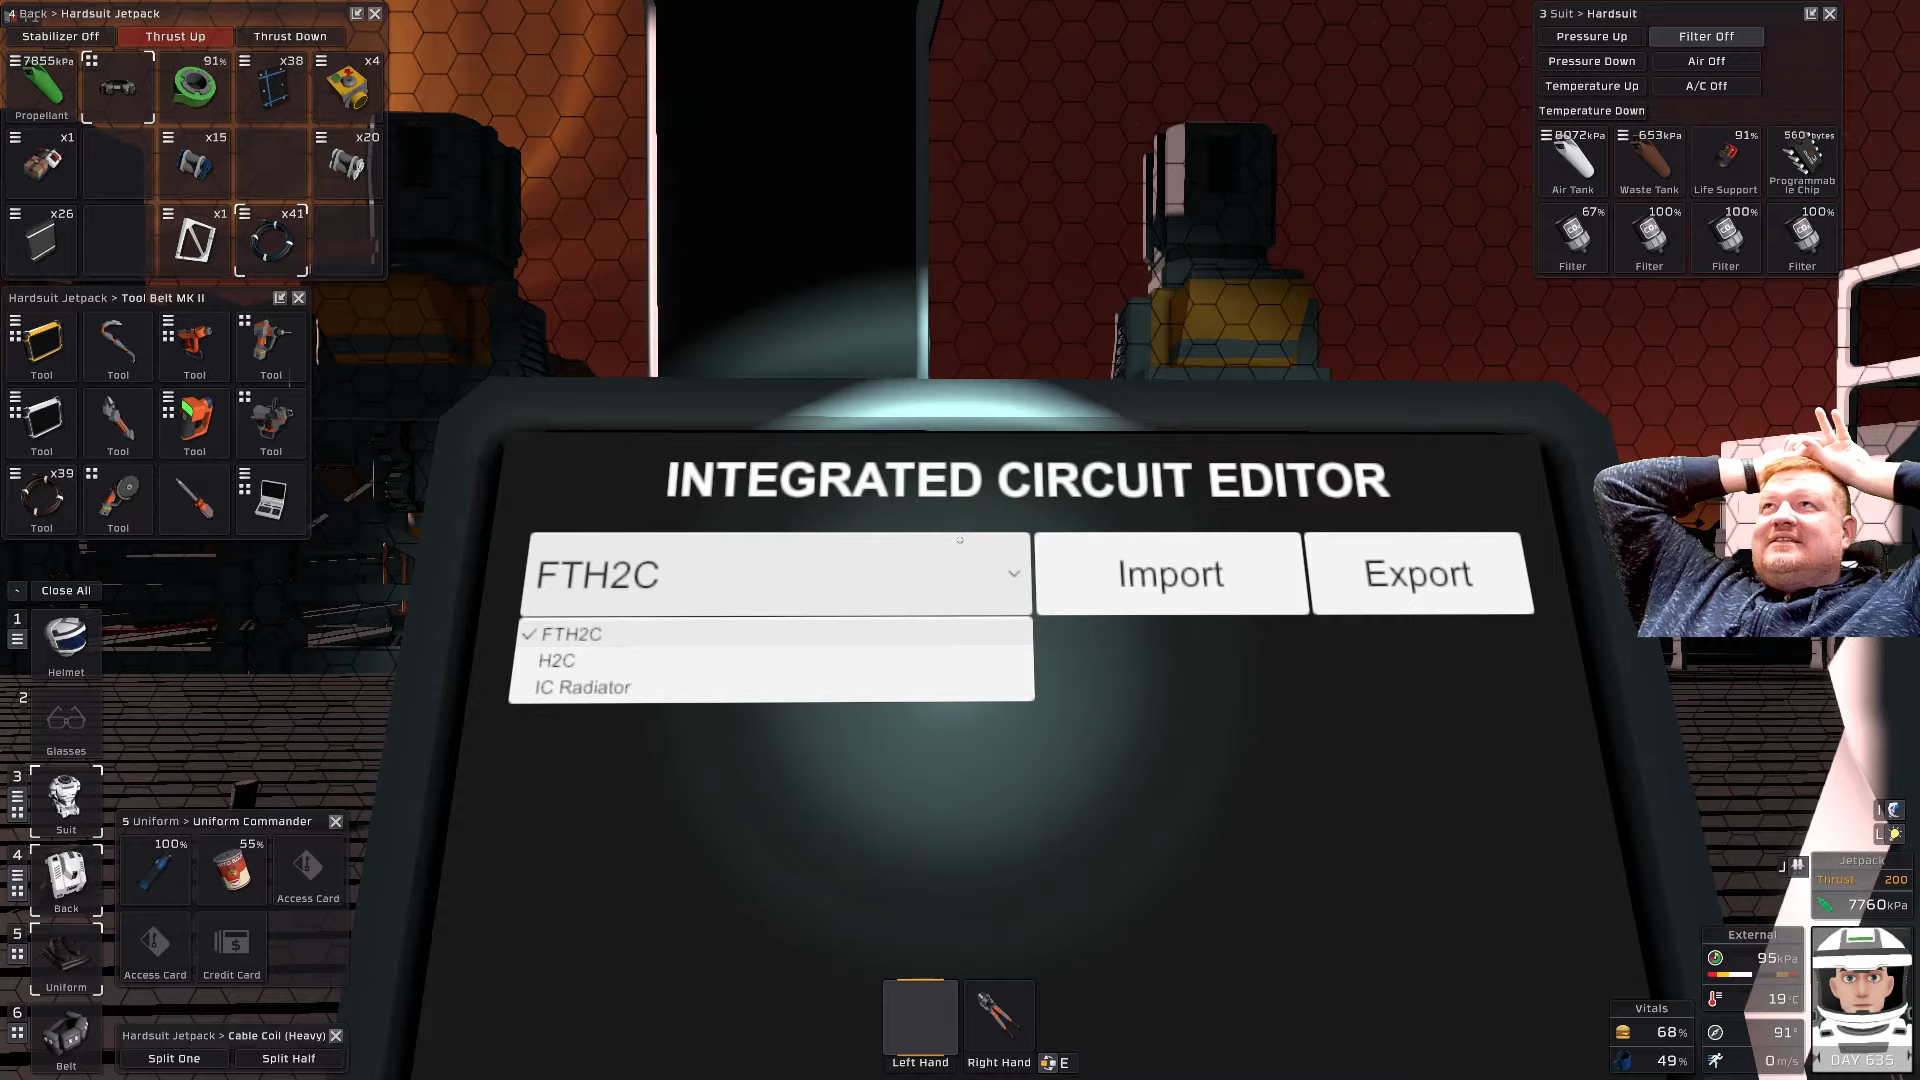 4 Back > Hardsuit Jetpack
Stabilizer Off
Thrust Up
Thrust Down
7855kPa
91%
x38
x4
Propellant
x1
x15
x20
x26
x1
x41
Hardsuit Jetpack > Tool Belt MK II
Tool
Tool
Tool
Tool
Tool
Tool
Tool
Tool
x39
Tool
Tool
~
Close All
1
Helmet
2
Glasses
3
Suit
4
Back
5
Uniform
6
Belt
5 Uniform > Uniform Commander
100%
55%
Access Card
Access Card
Credit Card
Hardsuit Jetpack > Cable Coil (Heavy)
Split One
Split Half
INTEGRATED CIRCUIT EDITOR
FTH2C
Import
Export
FTH2C
H2C
IC Radiator
Left Hand
Right Hand
E
3 Suit > Hardsuit
Pressure Up
Filter Off
Pressure Down
Air Off
Temperature Up
A/C Off
Temperature Down
8072kPa
653kPa
91%
560 bytes
Air Tank
Waste Tank
Life Support
Programmab
le Chip
67%
100%
100%
100%
Filter
Filter
Filter
Filter
I
L
J
Jetpack
Thrust 200
7760kPa
External
95kPa
19°C
91°
0m/s
Vitals
68%
49%
DAY 635